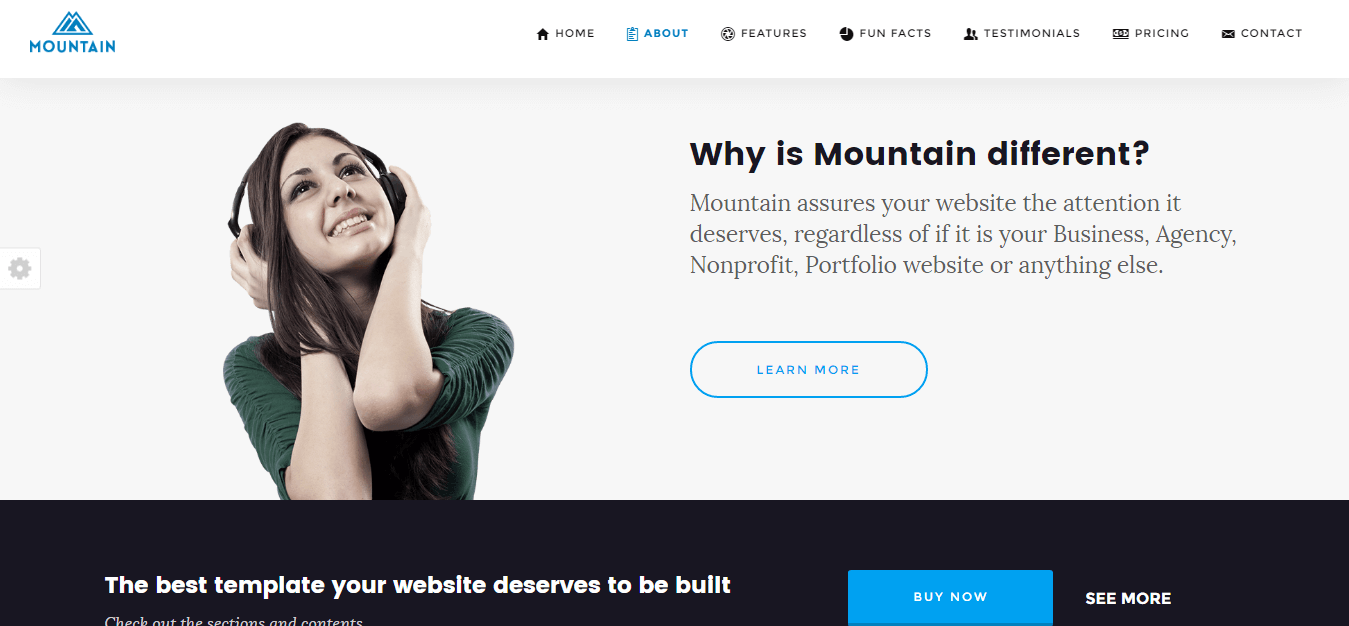 MOUNTAIN
HOME ABOUT FEATURES FUN FACTS TESTIMONIALS PRICING CONTACT
Why is Mountain different?
Mountain assures your website the attention it
deserves, regardless of if it is your Business, Agency,
Nonprofit, Portfolio website or anything else.
LEARN MORE
The best template your website deserves to be built
Check out the sections and contents
BUY NOW
SEE MORE